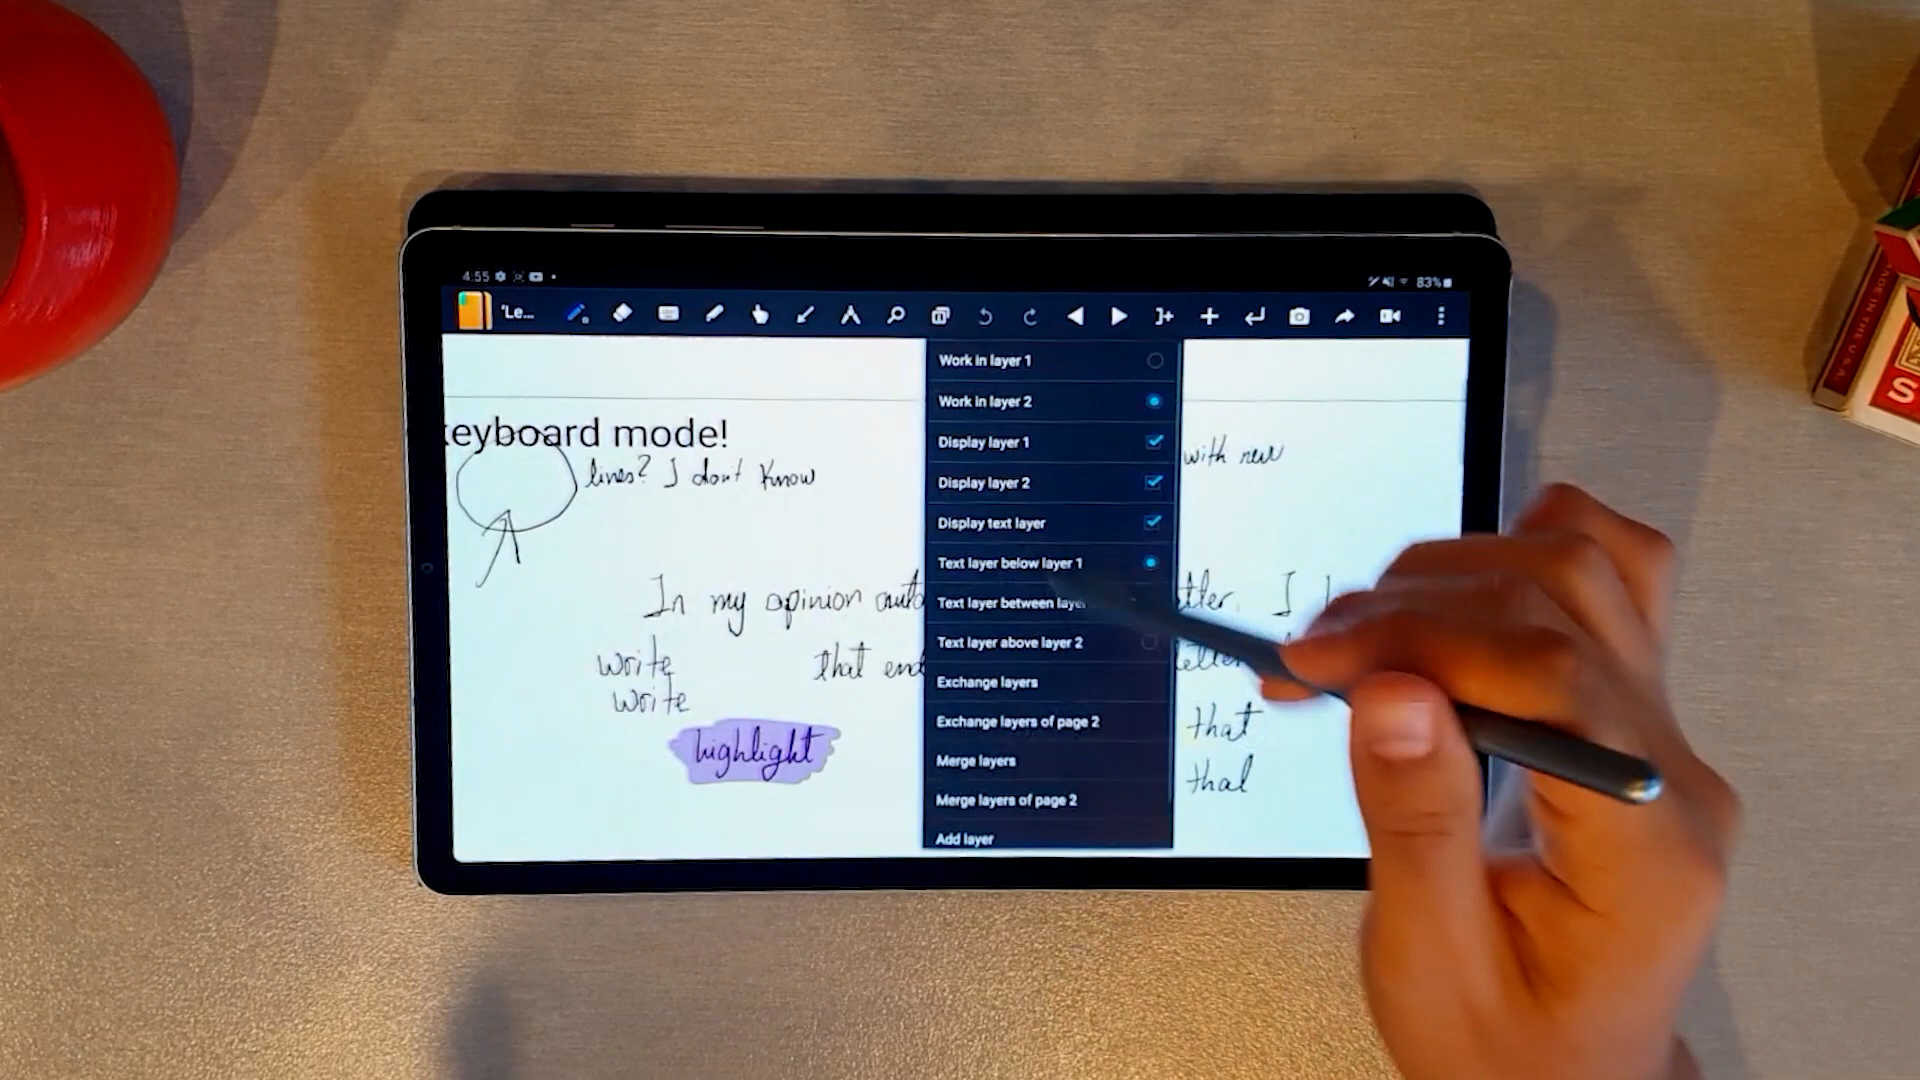 4:55
83%
'Le...
Work in layer 1
Work in layer 2
Display layer 1
Display layer 2
Display text layer
Text layer below layer 1
Text layer between
Text layer above layer 2
Exchange layers
Exchange layers of page 2
Merge layers
Merge layers of page 2
Add layer
keyboard mode!
lines? I don't know
with new
In my opinion
I
write that
write
highlight
that
MADE IN THE U.S.A.
S